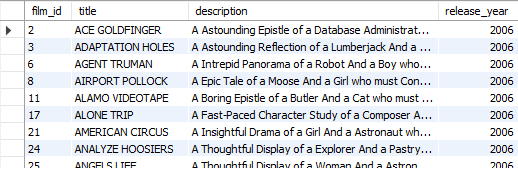 film_id title description release_year
2 ACE GOLDFINGER A Astounding Epistle of a Database Administrat... 2006
3 ADAPTATION HOLES A Astounding Reflection of a Lumberjack And a ... 2006
6 AGENT TRUMAN A Intrepid Panorama of a Robot And a Boy who... 2006
8 AIRPORT POLLOCK A Epic Tale of a Moose And a Girl who must Con... 2006
11 ALAMO VIDEOTAPE A Boring Epistle of a Butler And a Cat who must ... 2006
17 ALONE TRIP A Fast-Paced Character Study of a Composer A... 2006
21 AMERICAN CIRCUS A Insightful Drama of a Girl And a Astronaut wh... 2006
24 ANALYZE HOOSIERS A Thoughtful Display of a Explorer And a Pastry... 2006
25 ANGELS LIFE A Thoughtful Display of a Woman And a Astron... 2006